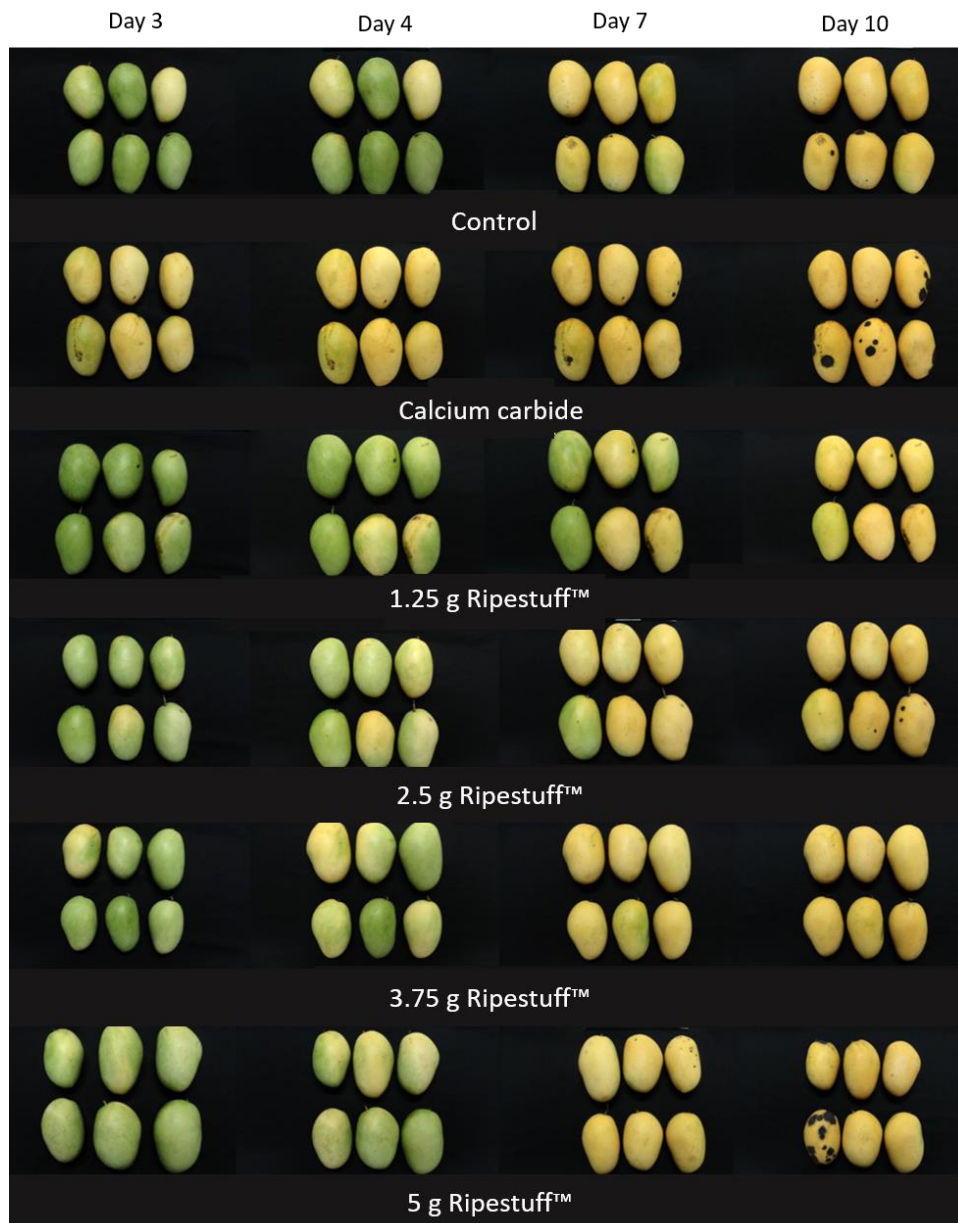 Day 3 Day 4 Day 7 Day 10
Control
Calcium carbide
1.25 g Ripestuff™
2.5 g Ripestuff™
3.75 g Ripestuff™
5 g Ripestuff™